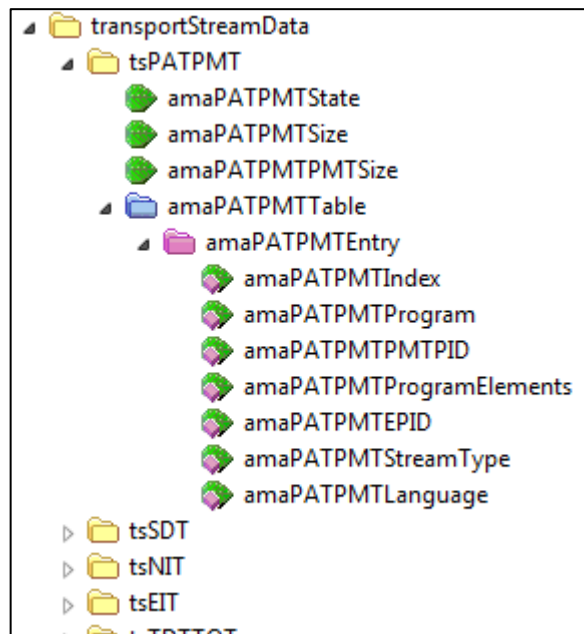 transportStreamData
tsPATPMT
amaPATPMTState
amaPATPMTSize
amaPATPMTPMTSize
amaPATPMTTable
amaPATPMTEntry
amaPATPMTIndex
amaPATPMTProgram
amaPATPMTPMTPID
amaPATPMTProgramElements
amaPATPMTEPID
amaPATPMTStreamType
amaPATPMTLanguage
tsSDT
tsNIT
tsEIT